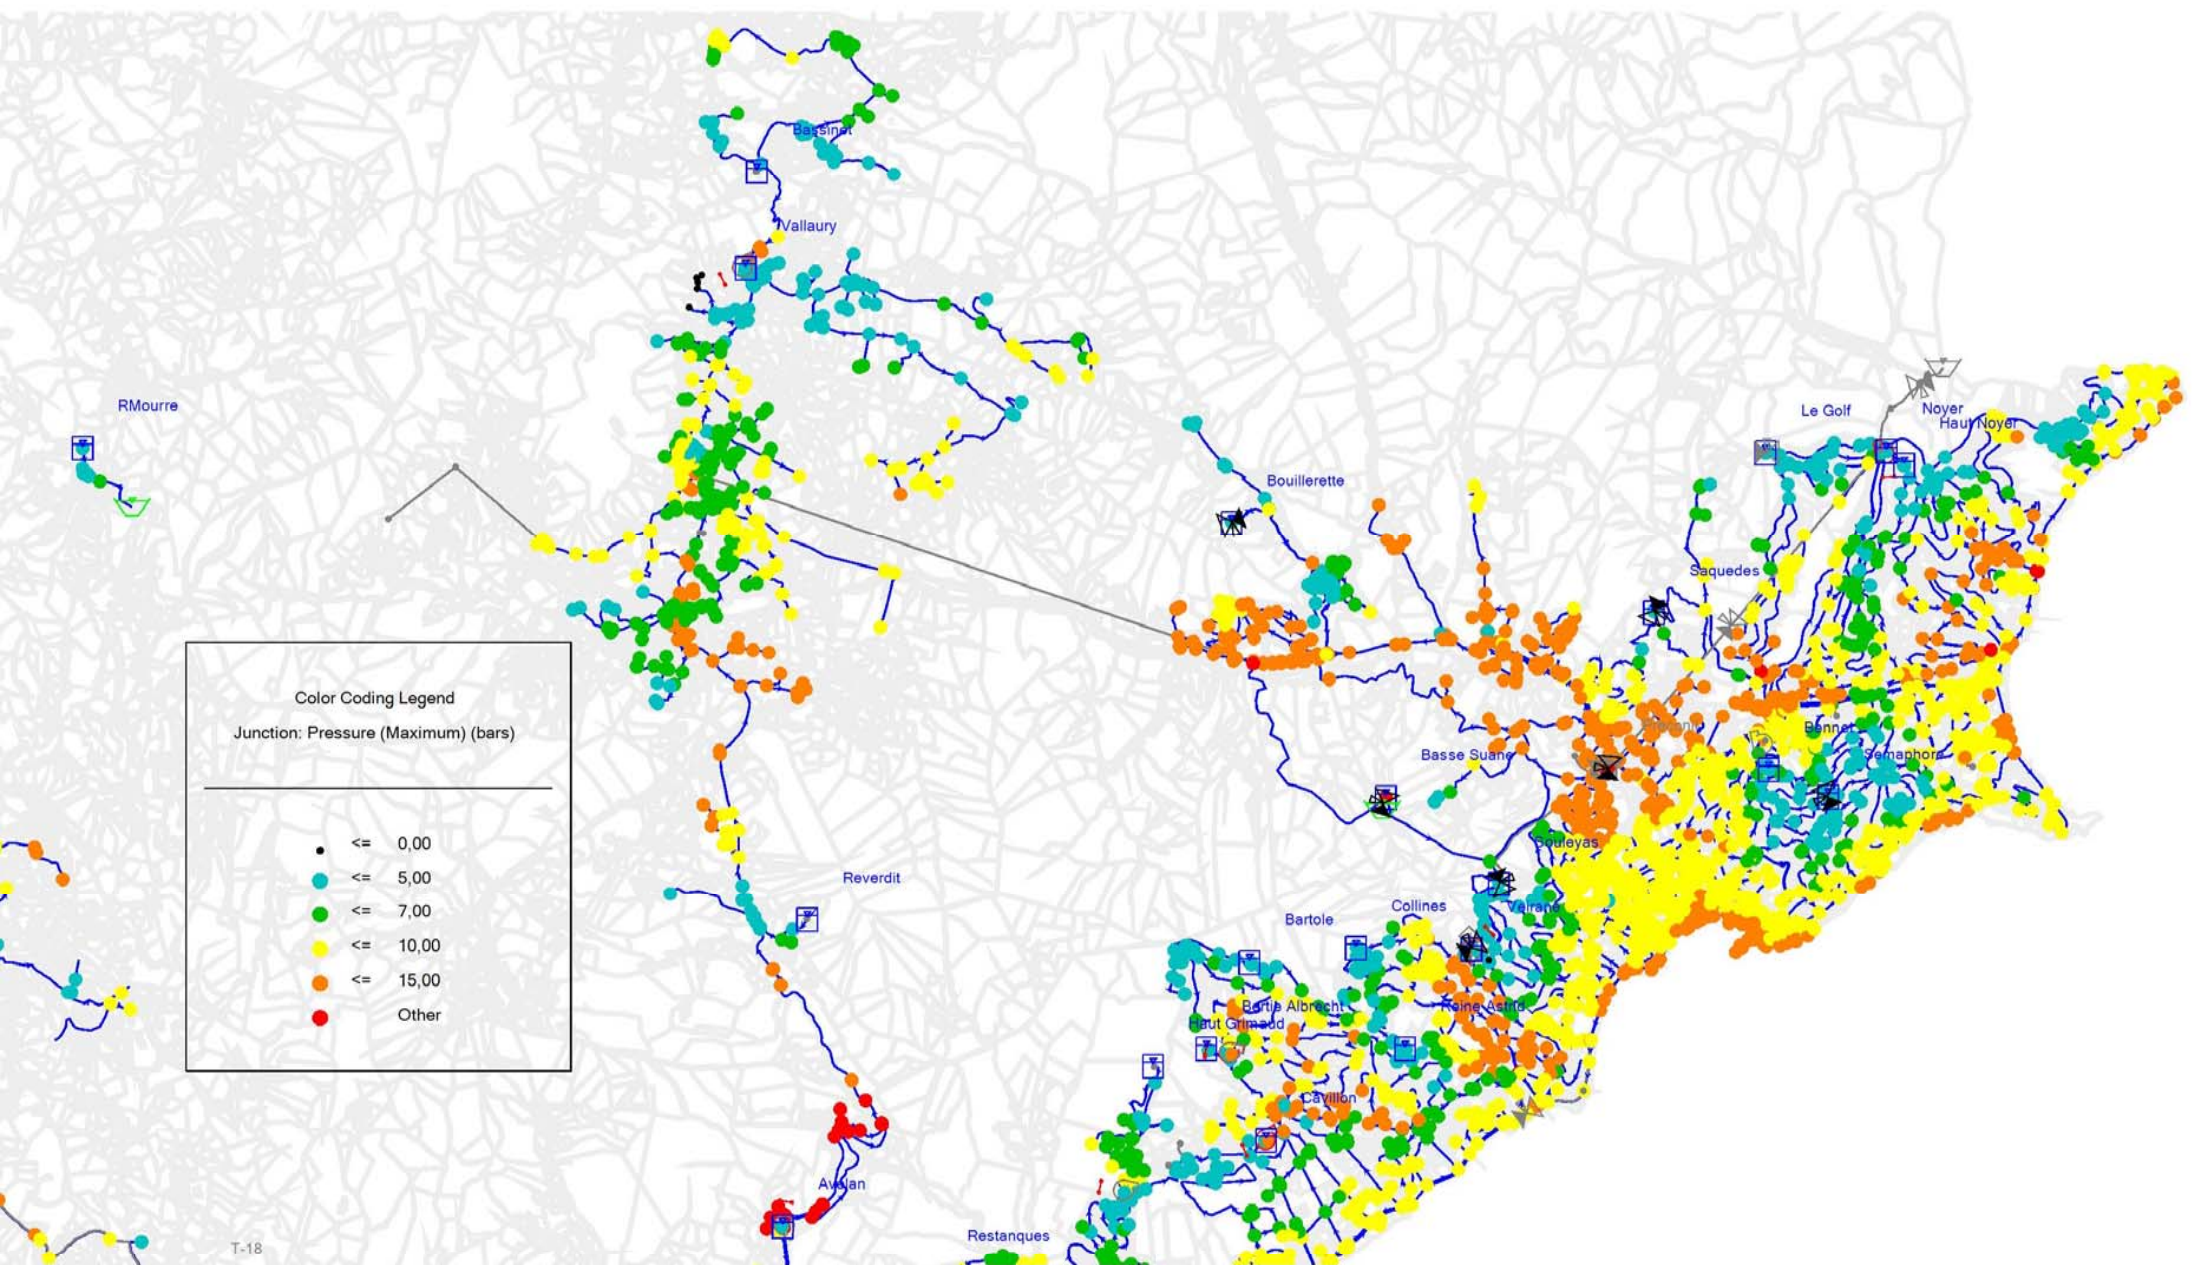 Bassinet
Vallaury
RMourre
Le Golf
Noyer
Haut Noyer
Bouillerette
Saquedes
Color Coding Legend
Junction: Pressure (Maximum) (bars)
Bennet
Basse Suane
Semaphore
<= 0,00
Souleyas
<= 5,00
Reverdit
<= 7,00
Bartole
Collines
Veirane
<= 10,00
<= 15,00
Bertie Albrecht
Reine Astrid
Other
Haut Grimaud
Cavillon
Avelan
Restanques
T-18